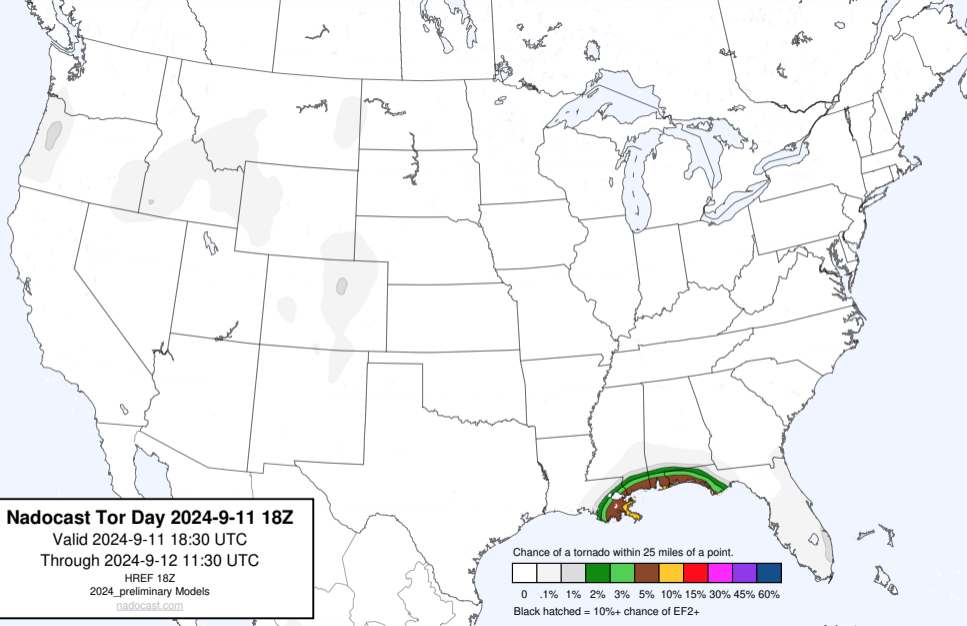 Nadocast Tor Day 2024-9-11 18Z
Valid 2024-9-11 18:30 UTC
Through 2024-9-12 11:30 UTC
HREF 18Z
2024_preliminary Models
nadocast.com
Chance of a tornado within 25 miles of a point.
0 .1% 1% 2% 3% 5% 10% 15% 30% 45% 60%
Black hatched = 10%+ chance of EF2+